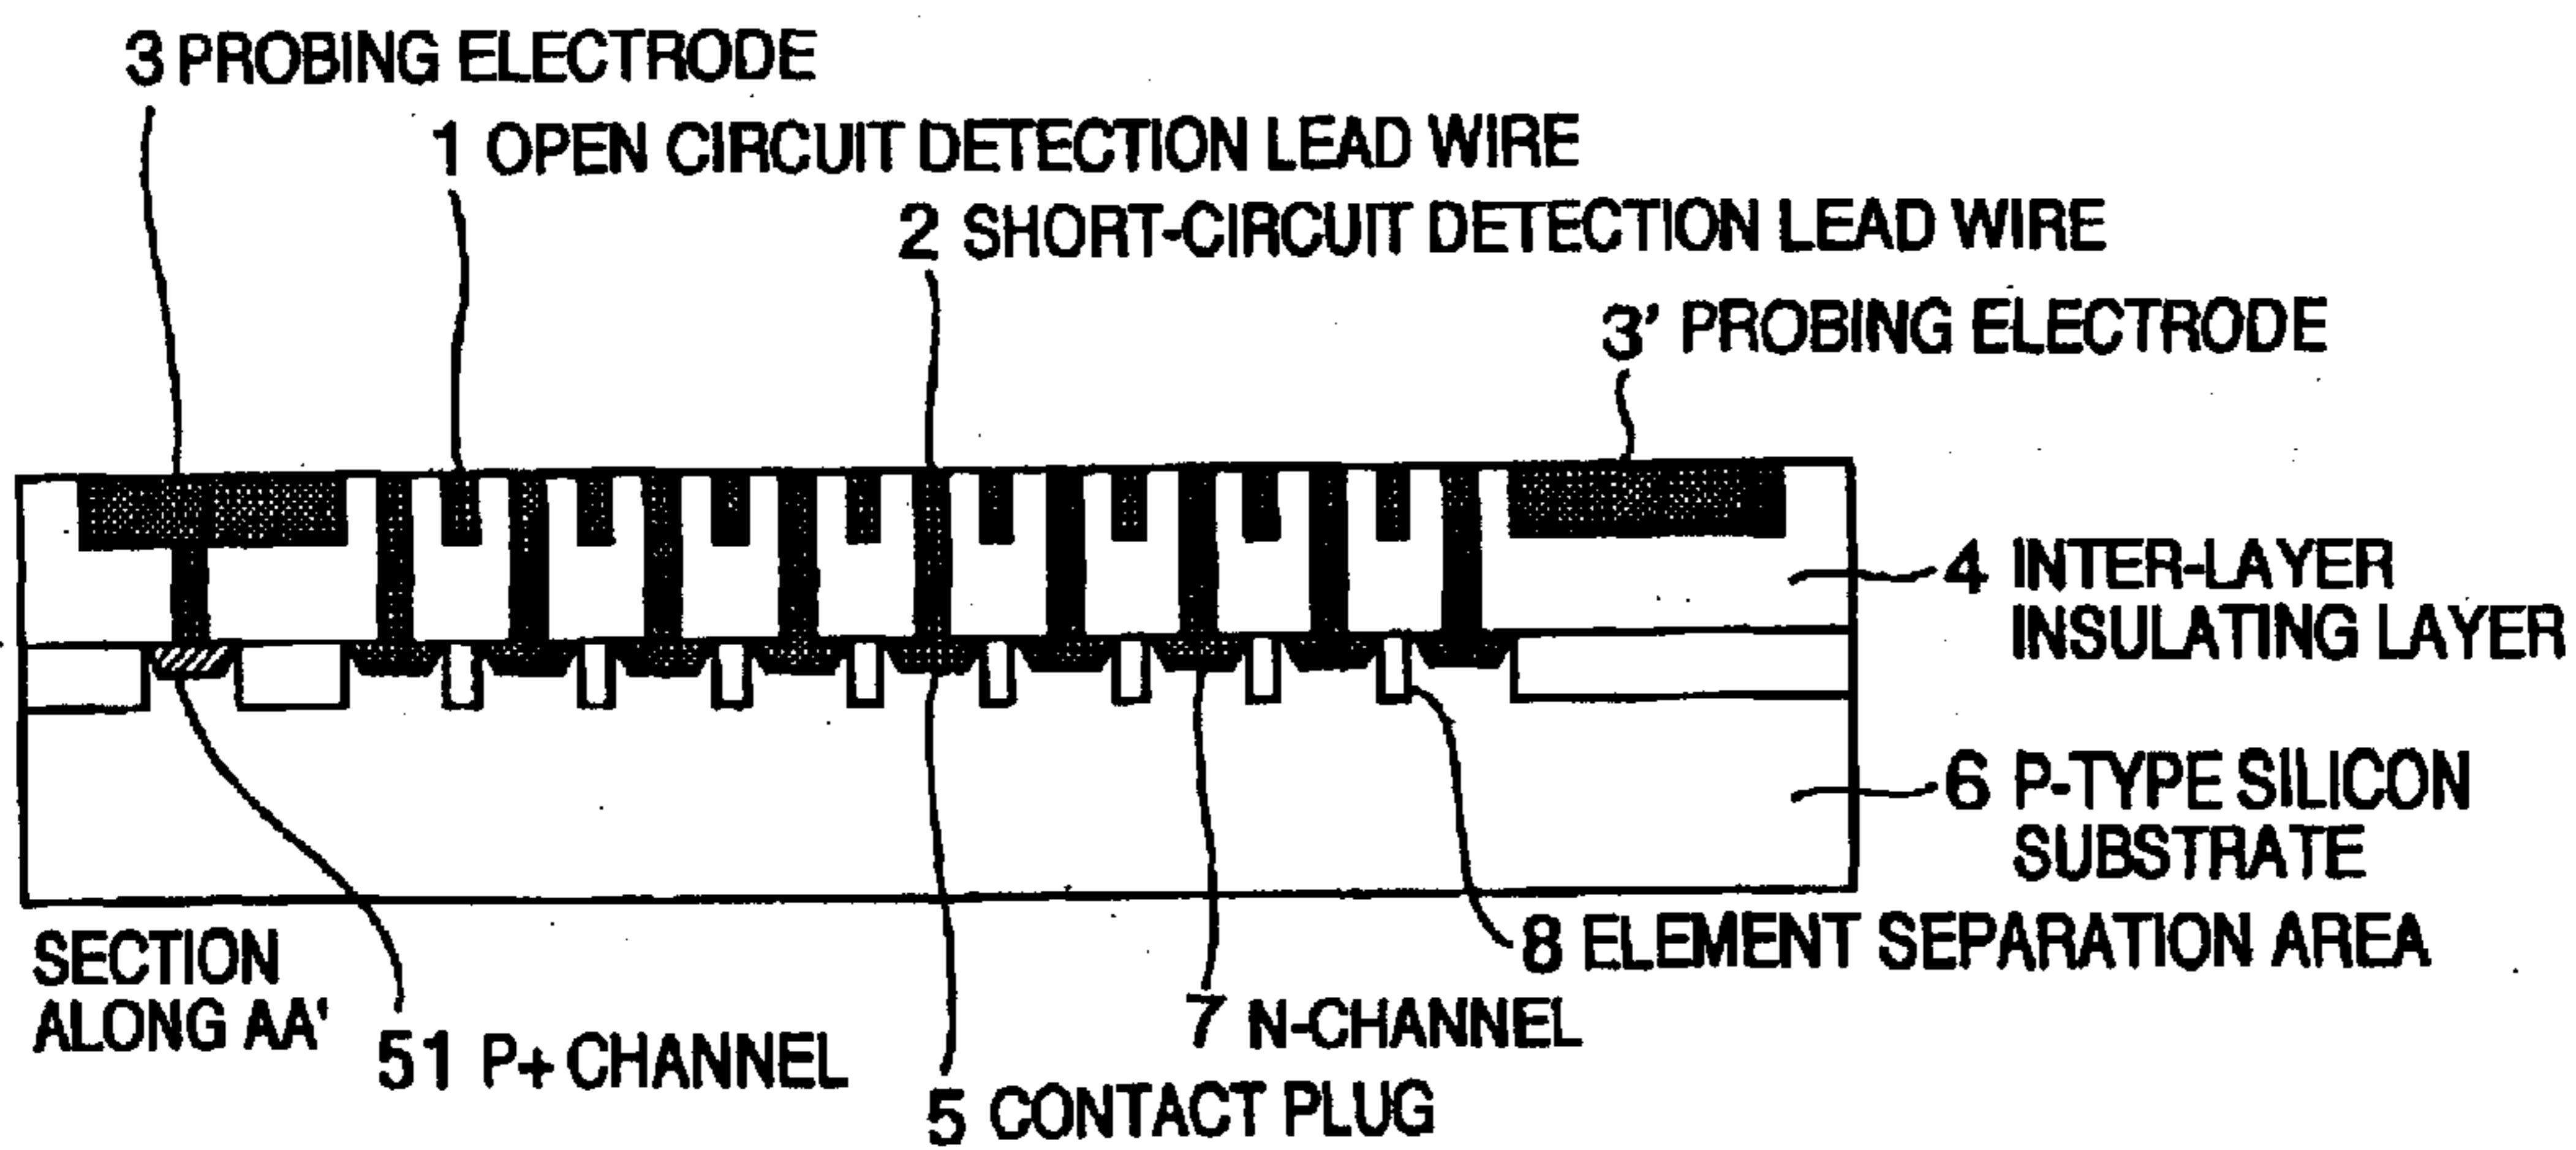 3 PROBING ELECTRODE
1 OPEN CIRCUIT DETECTION LEAD WIRE
2 SHORT-CIRCUIT DETECTION LEAD WIRE
3' PROBING ELECTRODE
4 INTER-LAYER
INSULATING LAYER
6 P-TYPE SILICON
SUBSTRATE
8 ELEMENT SEPARATION AREA
SECTION
ALONG AA'
7 N-CHANNEL
51 P+ CHANNEL
5 CONTACT PLUG